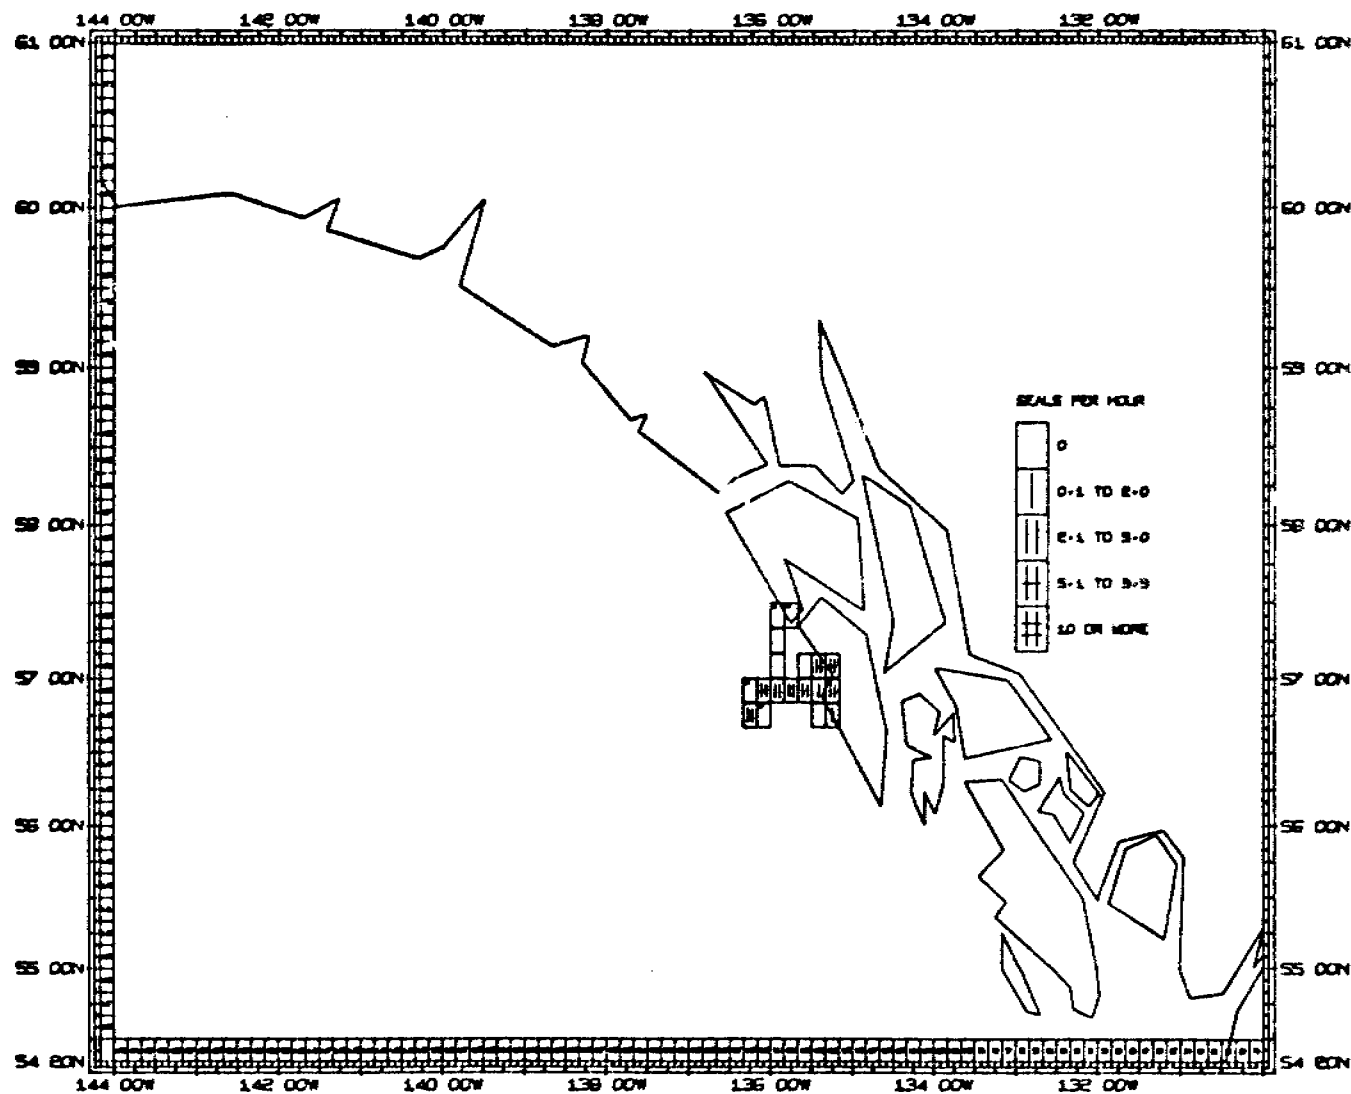 144 00W 142 00W 140 00W 138 00W 136 00W 134 00W 132 00W
61 00N 61 00N
60 00N 60 00N
59 00N 59 00N
SEALS PER HOUR
0
0.1 TO 2.0
58 00N 58 00N
2.1 TO 5.0
5.1 TO 9.9
10 OR MORE
57 00N 57 00N
56 00N 56 00N
55 00N 55 00N
54 20N 54 20N
144 00W 142 00W 140 00W 138 00W 136 00W 134 00W 132 00W